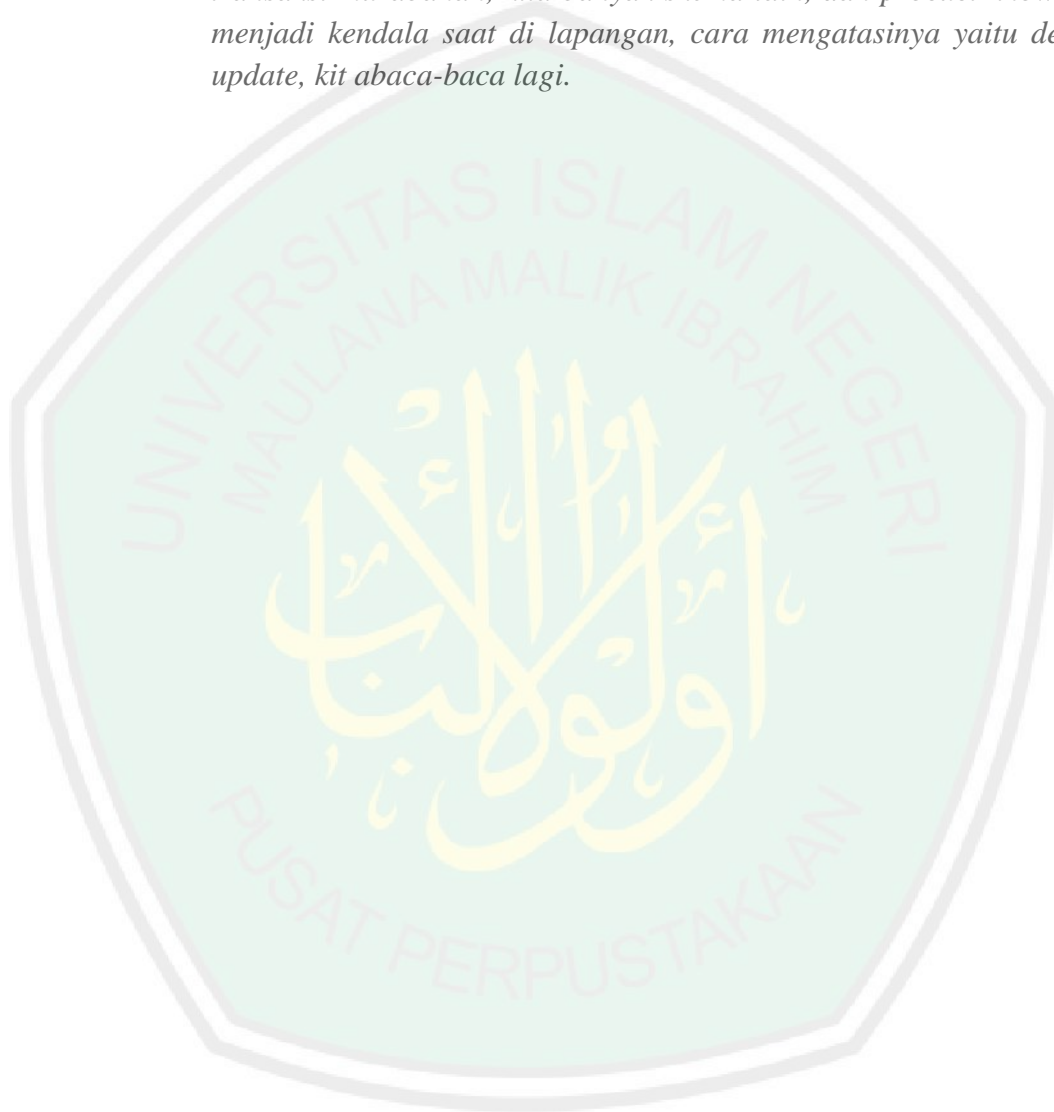 menjadi kendala saat di lapangan, cara mengatasinya yaitu de
update, kit abaca-baca lagi.
UNIVERSITAS ISLAM NEGERI
MAULANA MALIK IBRAHIM
أولوا الألباب
PUSAT PERPUSTAKAAN